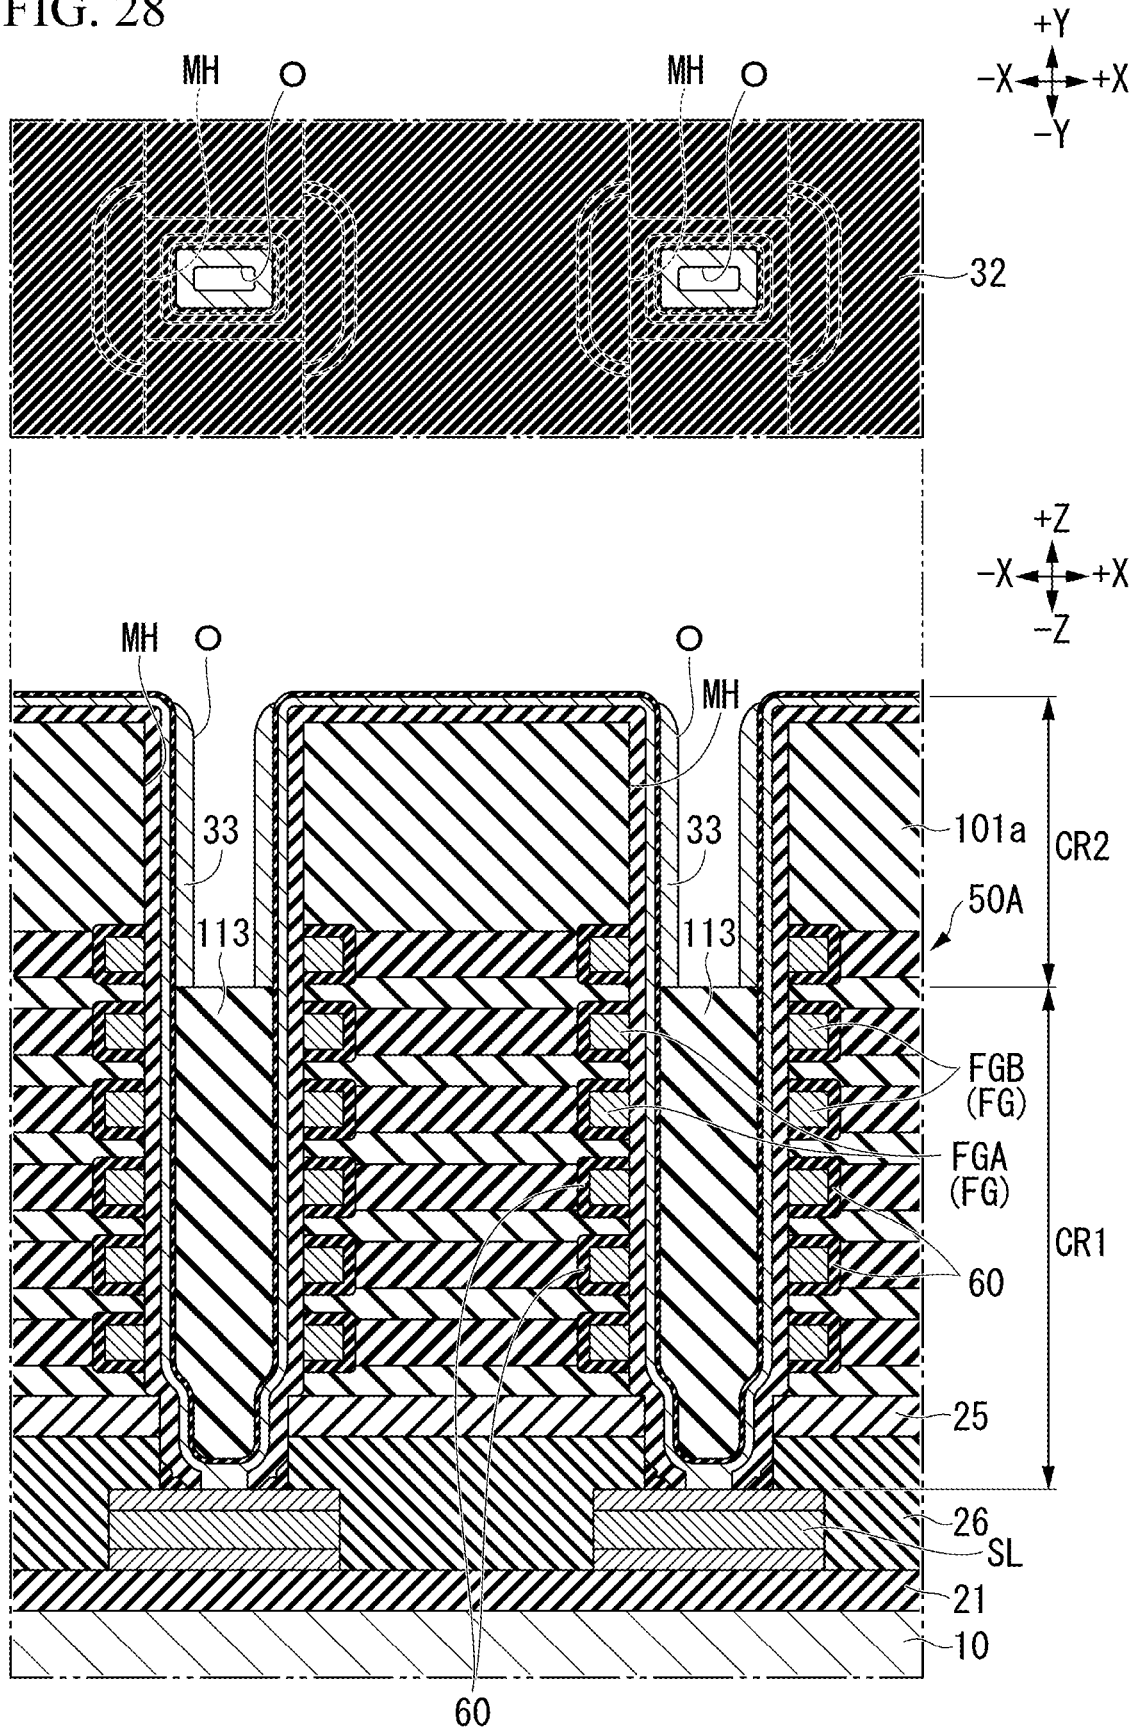 FIG. 28
+Y
-X +X
-Y
MH O MH O
32
+Z
-X +X
-Z
MH O O
MH
33 33
101a
CR2
50A
113 113
FGB
(FG)
FGA
(FG)
CR1
60
25
26
SL
21
10
60